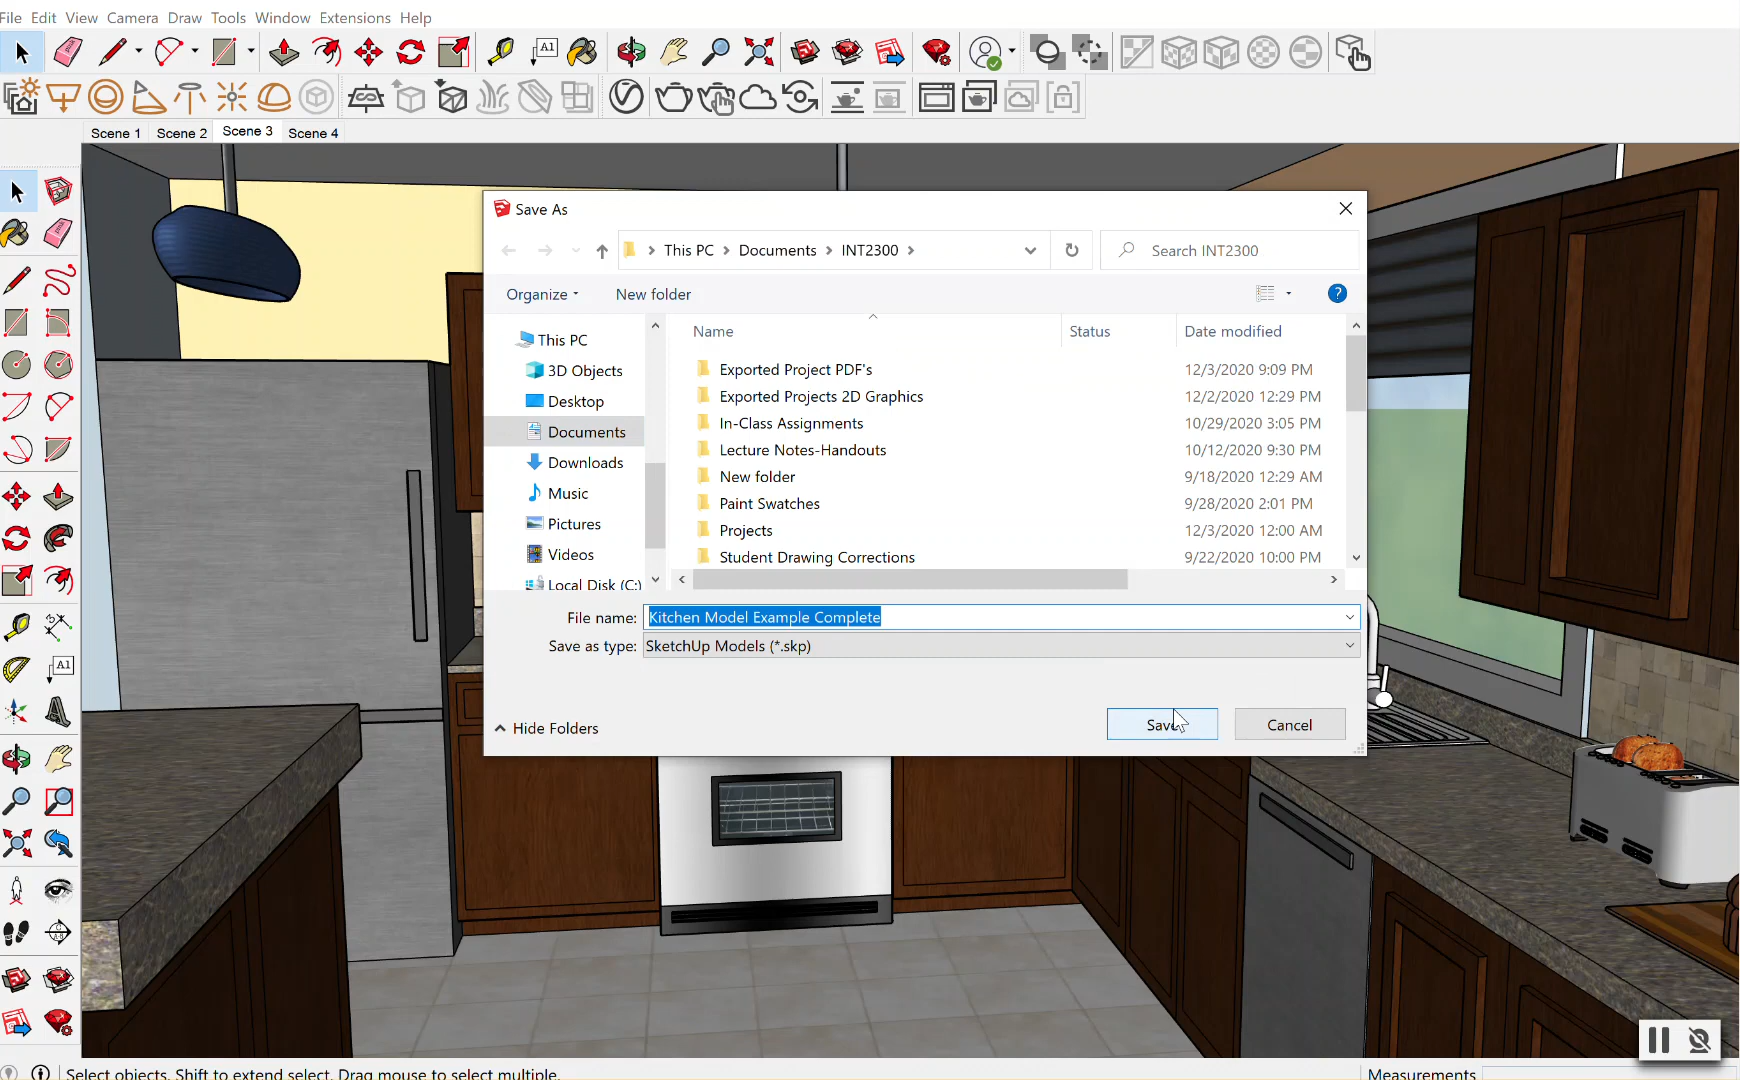 File Edit View Camera Draw Tools Window Extensions Help
A1
Scene 1 Scene 2 Scene 3 Scene 4
Save As
This PC Documents INT2300 Search INT2300
Organize New folder ?
This PC
3D Objects
Desktop
Documents
Downloads
Music
Pictures
Videos
Local Disk (C:)
Name Status Date modified
Exported Project PDF's 12/3/2020 9:09 PM
Exported Projects 2D Graphics 12/2/2020 12:29 PM
In-Class Assignments 10/29/2020 3:05 PM
Lecture Notes-Handouts 10/12/2020 9:30 PM
New folder 9/18/2020 12:29 AM
Paint Swatches 9/28/2020 2:01 PM
Projects 12/3/2020 12:00 AM
Student Drawing Corrections 9/22/2020 10:00 PM
File name: Kitchen Model Example Complete
Save as type: SketchUp Models (*.skp)
Hide Folders Save Cancel
A1
Select objects. Shift to extend select. Drag mouse to select multiple. Measurements